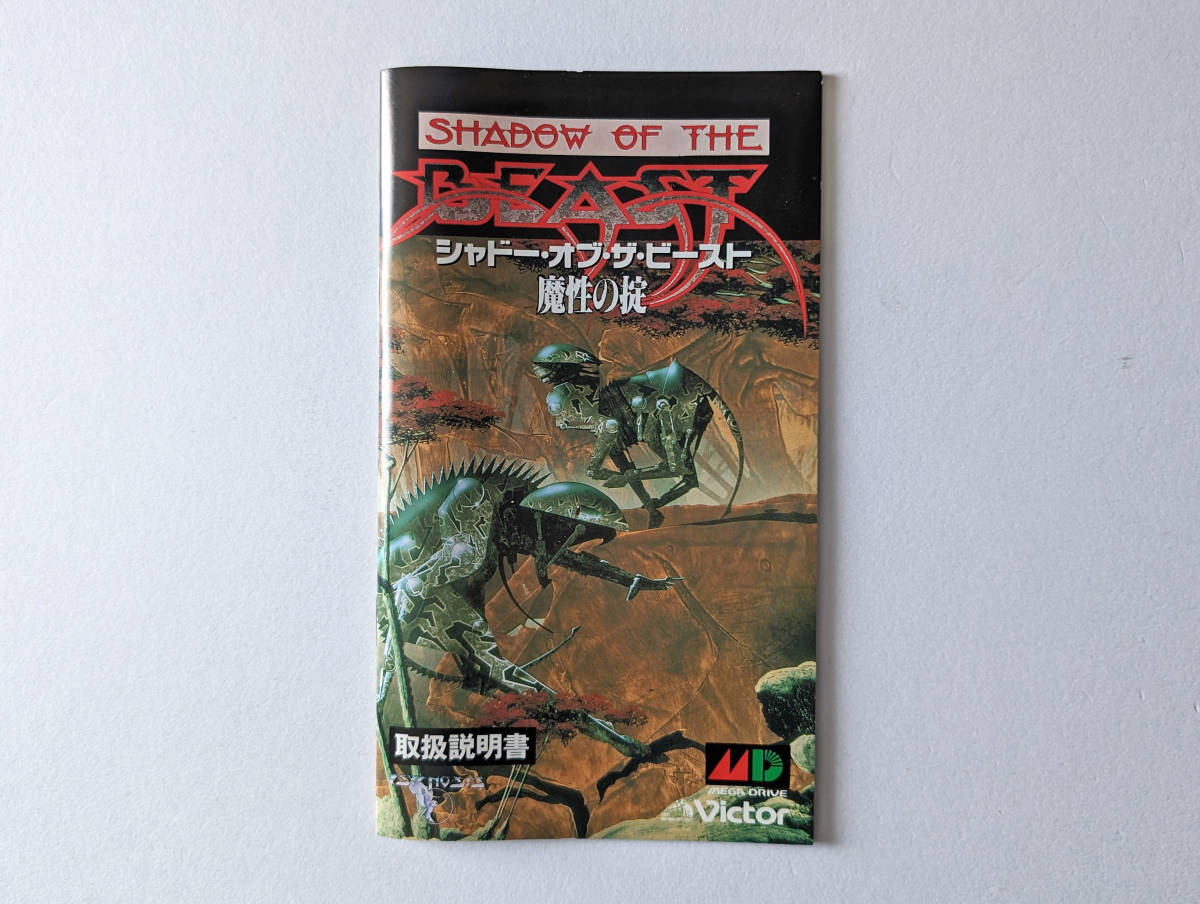 SHADOW OF THE
BEAST
シャドー・オブ・ザ・ビースト
魔性の掟
取扱説明書
PSYGNOSIS
MD
MEGA DRIVE
Victor